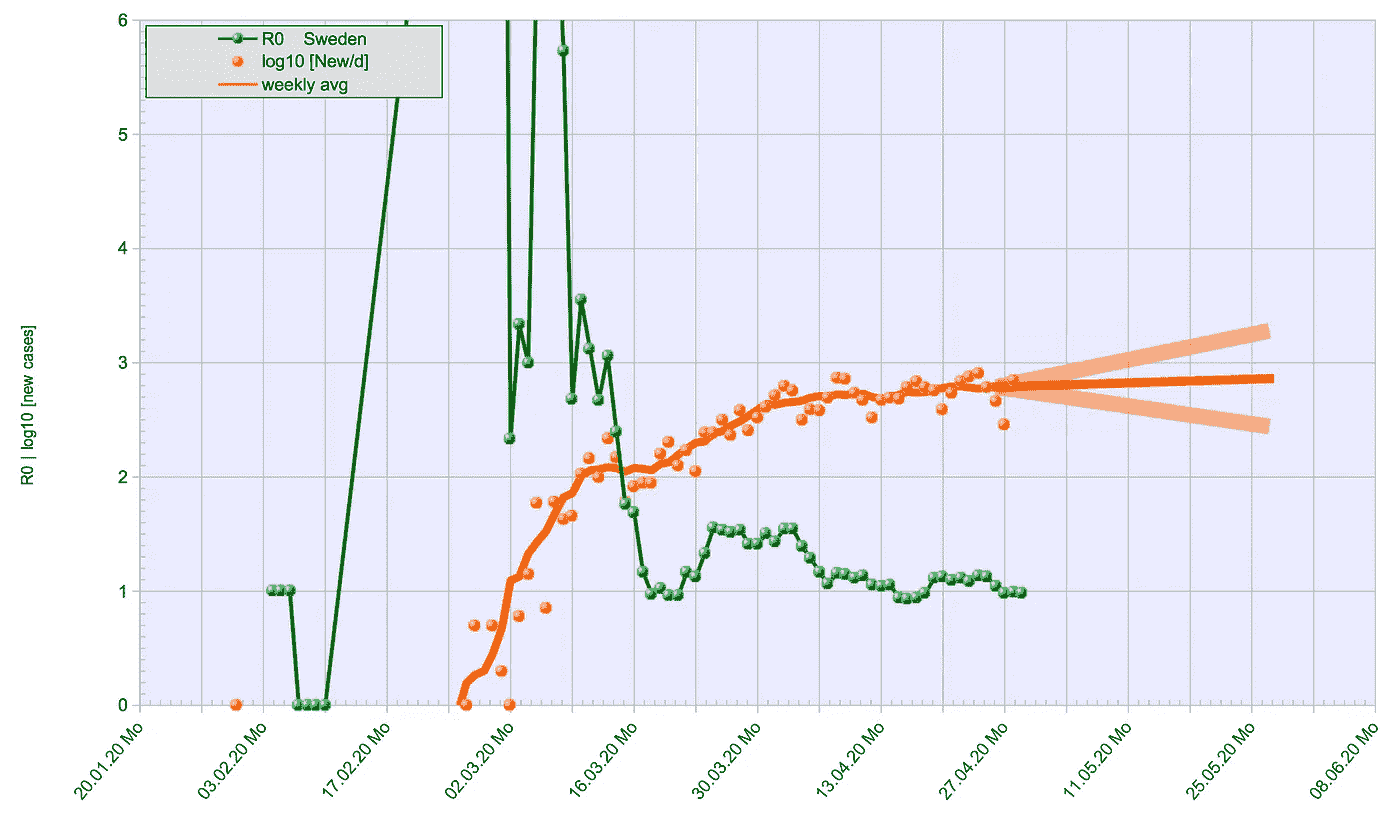 6
R0 Sweden
log10 [New/d]
weekly avg
5
4
3
2
1
0
R0 | log10 [new cases]
20.01.20 Mo
03.02.20 Mo
17.02.20 Mo
02.03.20 Mo
16.03.20 Mo
30.03.20 Mo
13.04.20 Mo
27.04.20 Mo
11.05.20 Mo
25.05.20 Mo
08.06.20 Mo